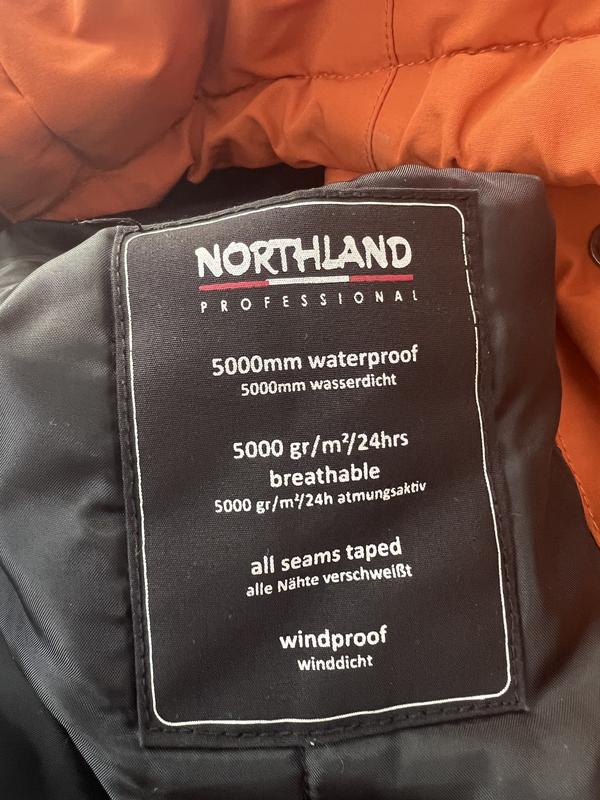 NORTHLAND
PROFESSIONAL
5000mm waterproof
5000mm wasserdicht
5000 gr/m²/24hrs
breathable
5000 gr/m²/24h atmungsaktiv
all seams taped
alle Nähte verschweißt
windproof
winddicht